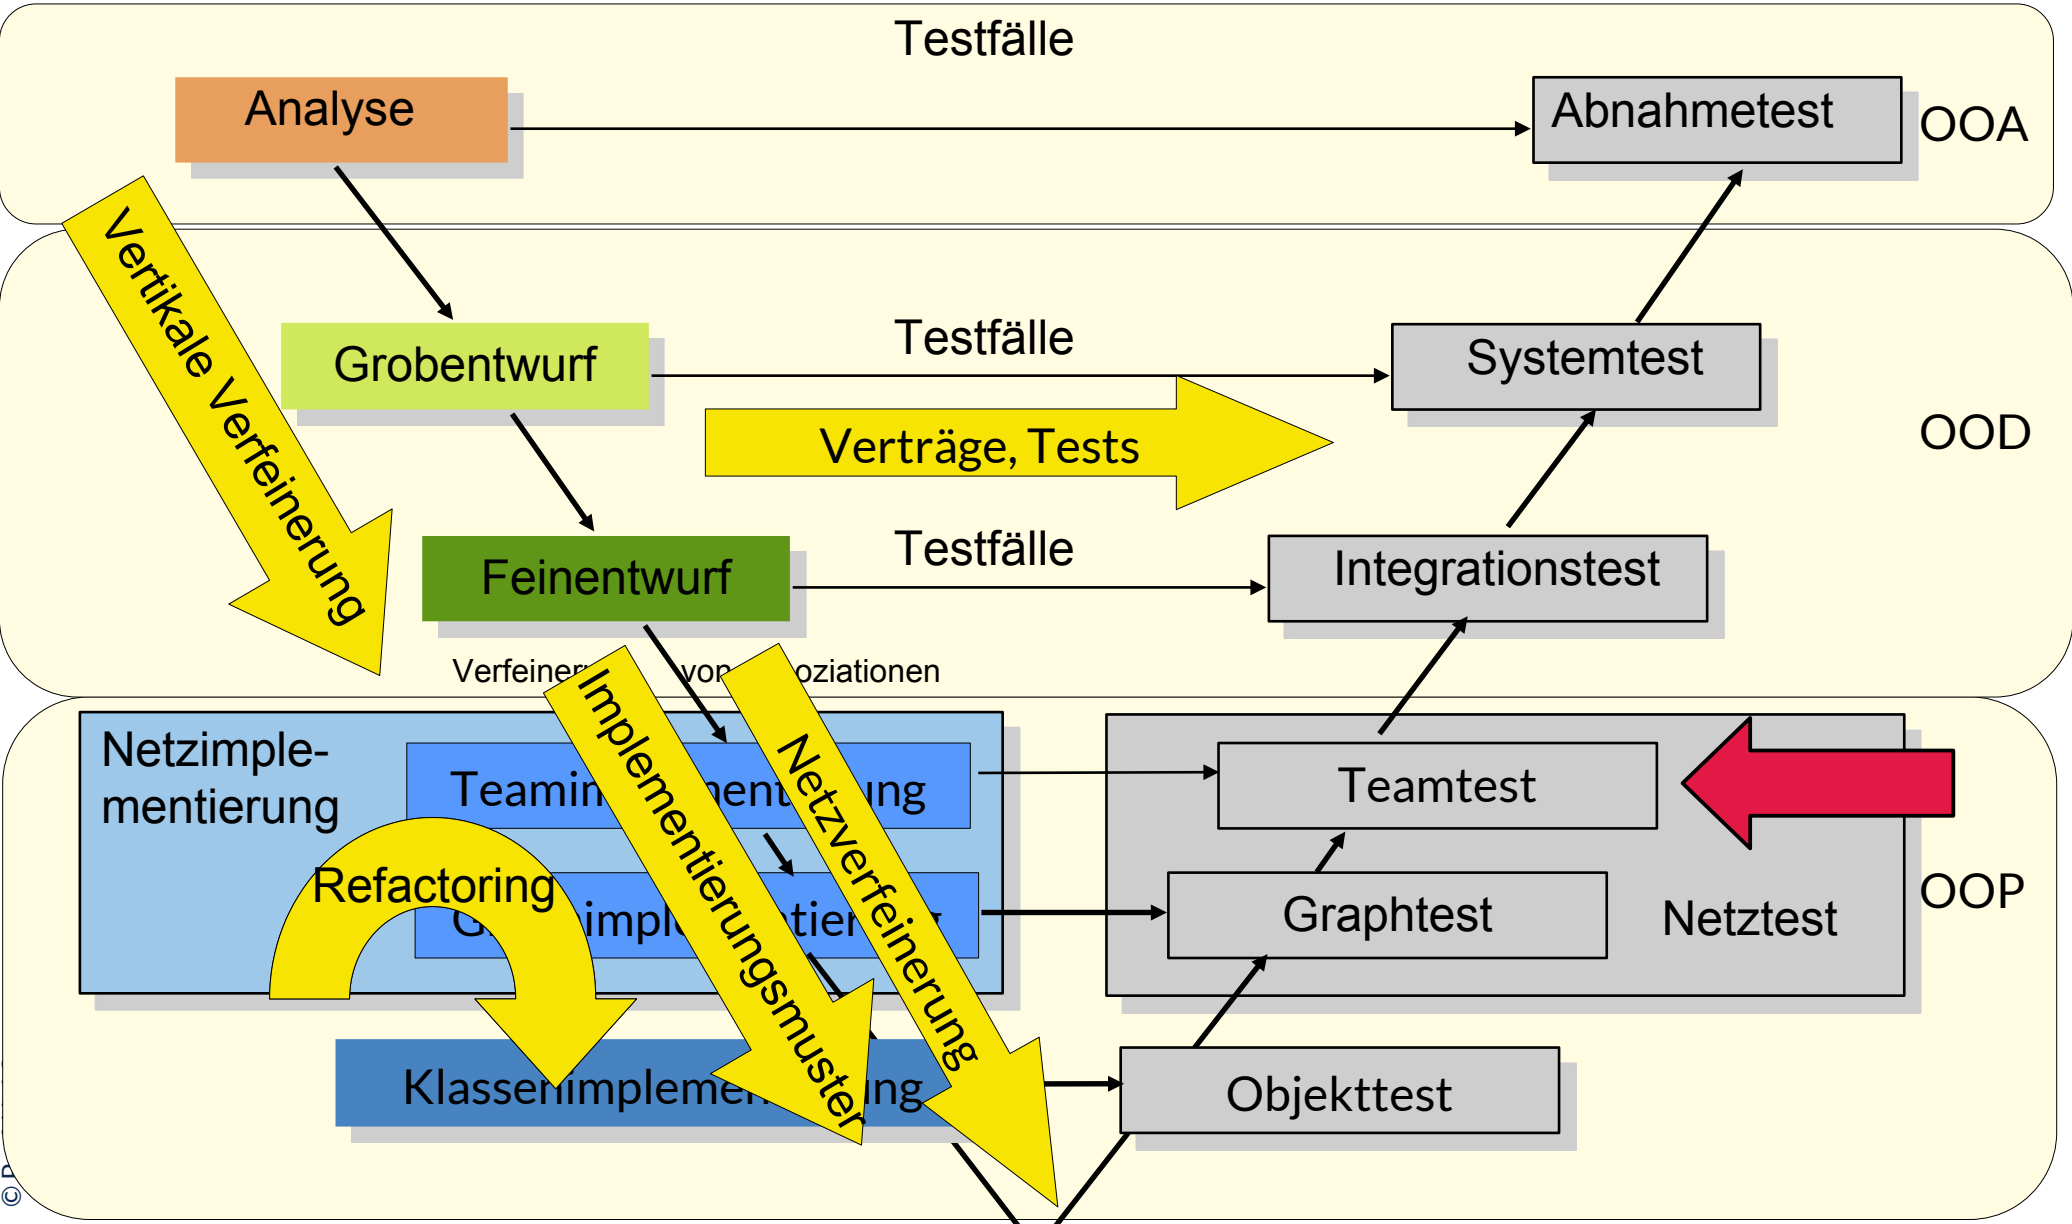 Testfälle
Analyse
Abnahmetest
OOA
Vertikale Verfeinerung
Testfälle
Grobentwurf
Systemtest
Verträge, Tests
OOD
Testfälle
Feinentwurf
Integrationstest
von
Implementierungsmuster
Netzverfeinerung
Netzimple-
mentierung
Teamtest
Refactoring
Graphtest
Netztest
OOP
Objekttest
©